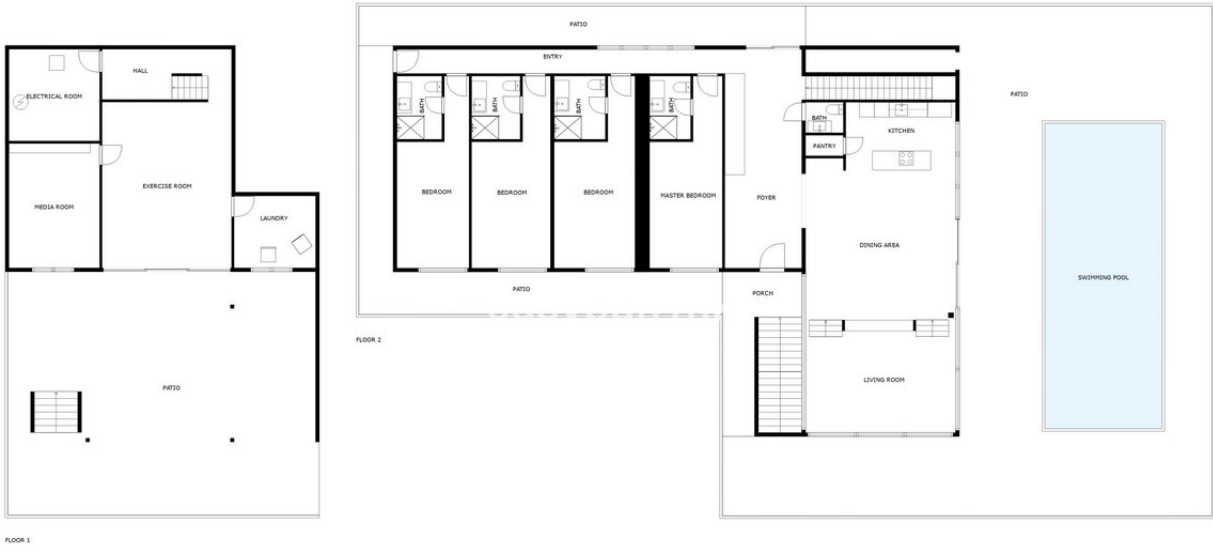 PATIO
ENTRY
HALL
ELECTRICAL ROOM
PATIO
BATH
BATH
BATH
BATH
BATH
KITCHEN
PANTRY
EXERCISE ROOM
BEDROOM
BEDROOM
BEDROOM
MASTER BEDROOM
FOYER
MEDIA ROOM
LAUNDRY
DINING AREA
SWIMMING POOL
PATIO
PORCH
FLOOR 2
LIVING ROOM
PATIO
FLOOR 1